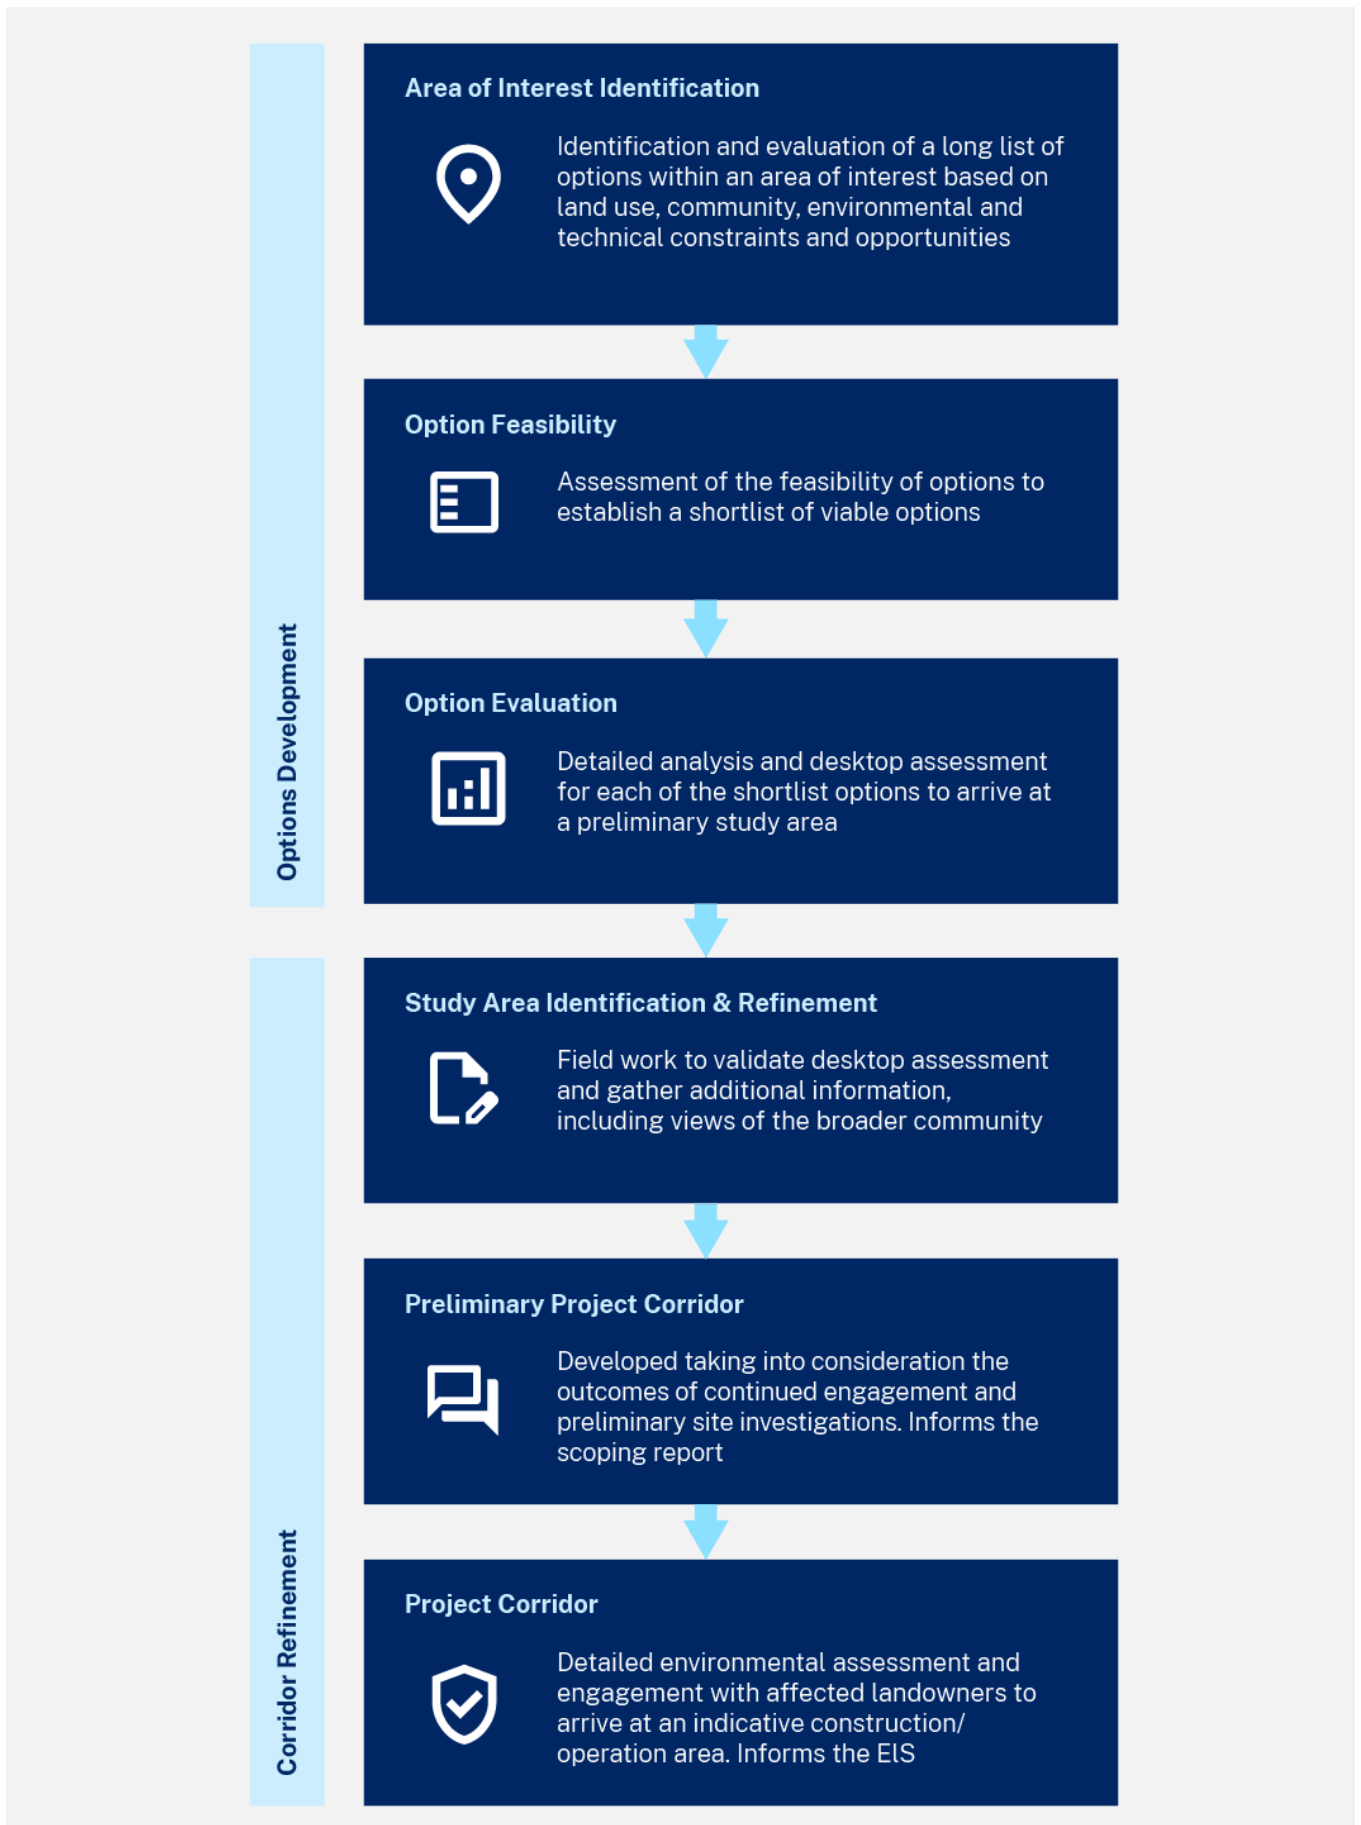 Area of Interest Identification
Identification and evaluation of a long list of
options within an area of interest based on
land use, community, environmental and
technical constraints and opportunities
Option Feasibility
Assessment of the feasibility of options to
establish a shortlist of viable options
Option Evaluation
Detailed analysis and desktop assessment
for each of the shortlist options to arrive at
a preliminary study area
Options Development
Study Area Identification & Refinement
Field work to validate desktop assessment
and gather additional information,
including views of the broader community
Preliminary Project Corridor
Developed taking into consideration the
outcomes of continued engagement and
preliminary site investigations. Informs the
scoping report
Project Corridor
Detailed environmental assessment and
engagement with affected landowners to
arrive at an indicative construction/
operation area. Informs the EIS
Corridor Refinement